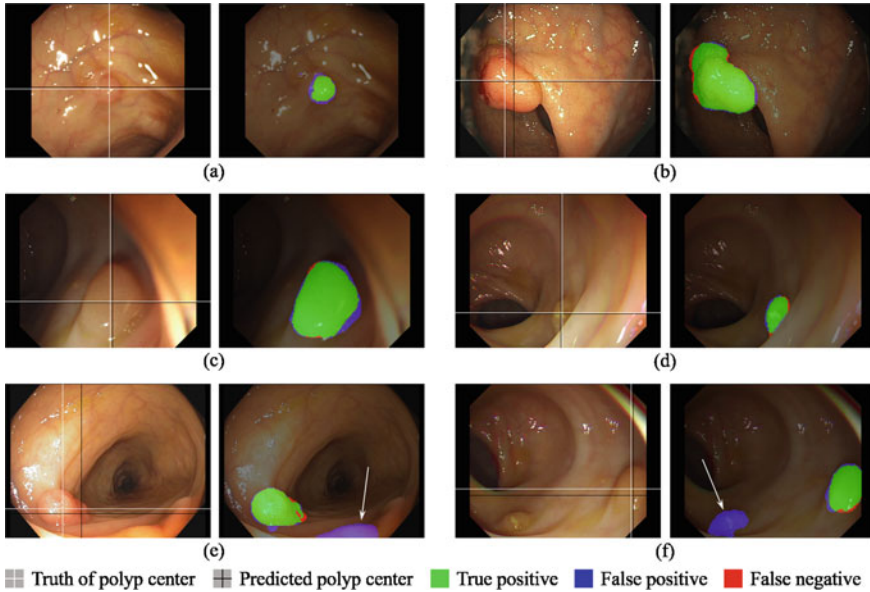 (a)
(b)
(c)
(d)
(e)
(f)
Truth of polyp center
Predicted polyp center
True positive
False positive
False negative